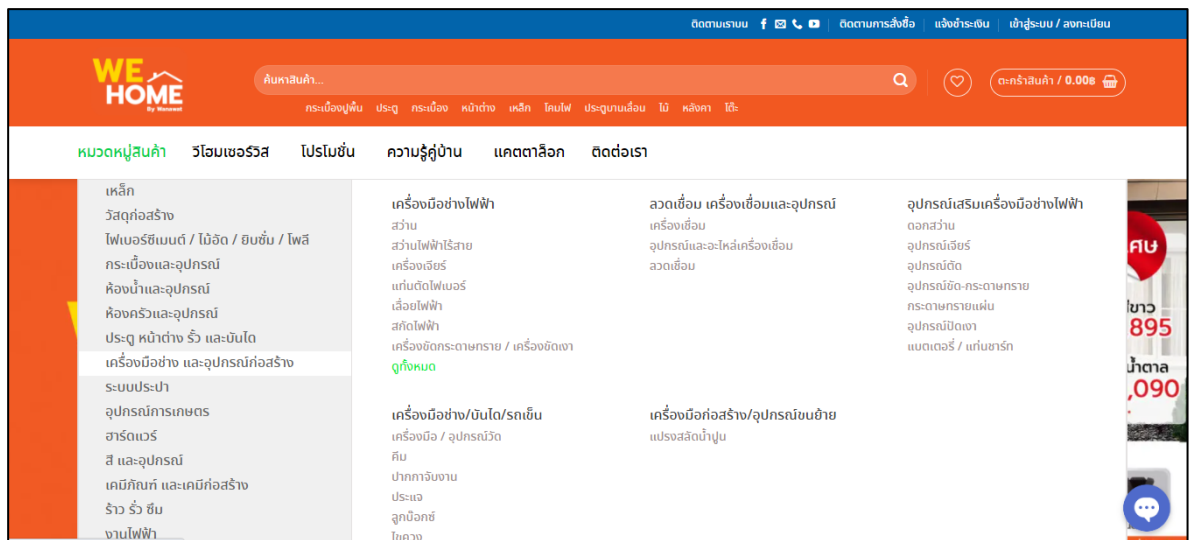 ติดตามเราบน ติดตามการสั่งซื้อ แจ้งชำระเงิน เข้าสู่ระบบ / ลงทะเบียน
WE
HOME
By Wanawat
ค้นหาสินค้า...
ตะกร้าสินค้า / 0.00฿
กระเบื้องปูพื้น ประตู กระเบื้อง หน้าต่าง เหล็ก โคมไฟ ประตูบานเลื่อน ไม้ หลังคา โต๊ะ
หมวดหมู่สินค้า วีโฮมเซอร์วิส โปรโมชั่น ความรู้คู่บ้าน แคตตาล็อก ติดต่อเรา
เหล็ก
วัสดุก่อสร้าง
ไฟเบอร์ซีเมนต์ / ไม้อัด / ยิบซั่ม / โพลี
กระเบื้องและอุปกรณ์
ห้องน้ำและอุปกรณ์
ห้องครัวและอุปกรณ์
ประตู หน้าต่าง รั้ว และบันได
เครื่องมือช่าง และอุปกรณ์ก่อสร้าง
ระบบประปา
อุปกรณ์การเกษตร
ฮาร์ดแวร์
สี และอุปกรณ์
เคมีภัณฑ์ และเคมีก่อสร้าง
ร้าว รั่ว ซึม
งานไฟฟ้า
เครื่องมือช่างไฟฟ้า
สว่าน
สว่านไฟฟ้าไร้สาย
เครื่องเจียร์
แท่นตัดไฟเบอร์
เลื่อยไฟฟ้า
สกัดไฟฟ้า
เครื่องขัดกระดาษทราย / เครื่องขัดเงา
ดูทั้งหมด
ลวดเชื่อม เครื่องเชื่อมและอุปกรณ์
เครื่องเชื่อม
อุปกรณ์และอะไหล่เครื่องเชื่อม
ลวดเชื่อม
อุปกรณ์เสริมเครื่องมือช่างไฟฟ้า
ดอกสว่าน
อุปกรณ์เจียร์
อุปกรณ์ตัด
อุปกรณ์ขัด-กระดาษทราย
กระดาษทรายแผ่น
อุปกรณ์ปัดเงา
แบตเตอรี่ / แท่นชาร์ท
เครื่องมือช่าง/บันได/รถเข็น
เครื่องมือ / อุปกรณ์วัด
คีม
ปากกาจับงาน
ประแจ
ลูกบ๊อกซ์
ไขควง
เครื่องมือก่อสร้าง/อุปกรณ์ขนย้าย
แปรงสลัดน้ำปูน
895
,090